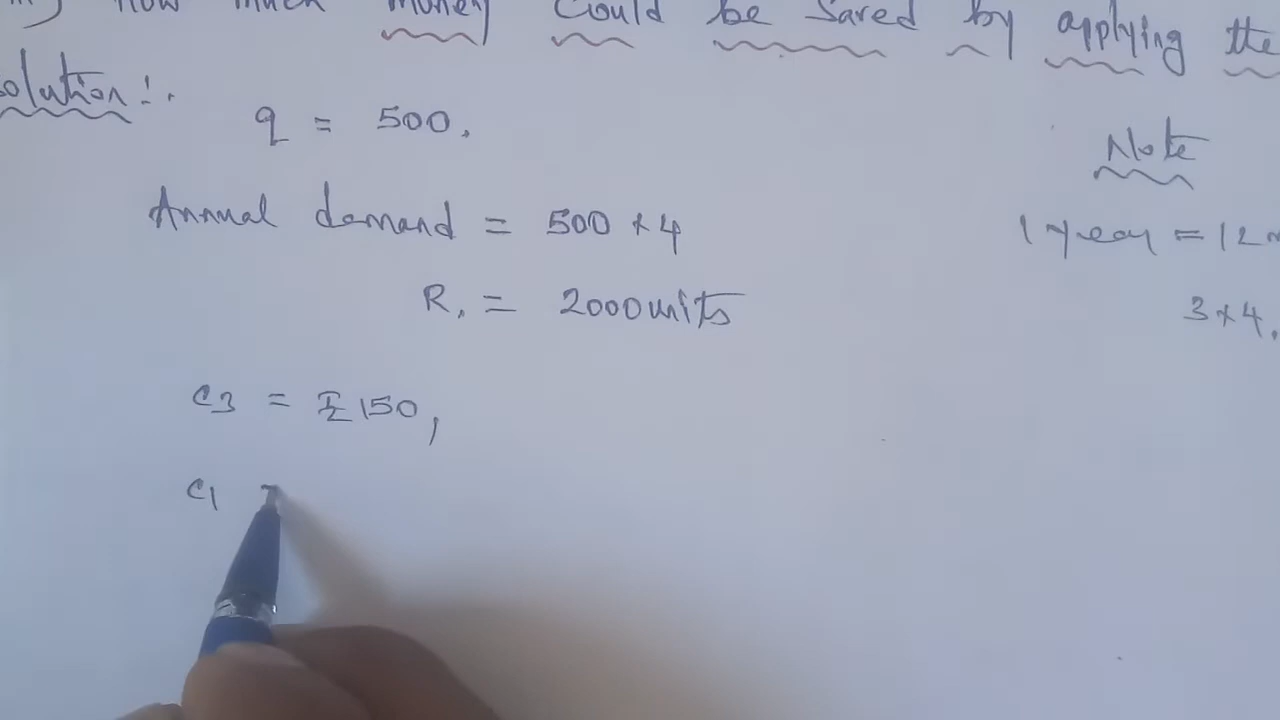 How much money could be saved by applying the
solution:.
q = 500.
Annual demand = 500 × 4
R. = 2000 units
C3 = ₹ 150,
C1 =
Note
1 year = 12 m
3 × 4.